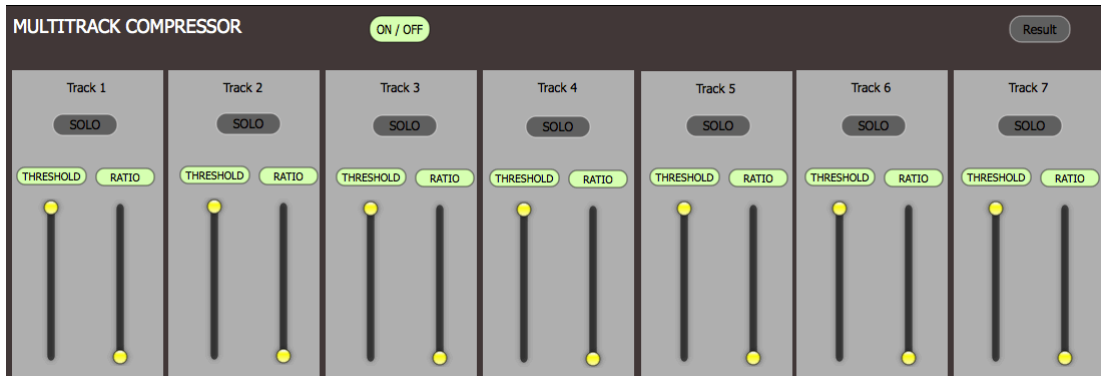 MULTITRACK COMPRESSOR ON / OFF Result
Track 1 Track 2 Track 3 Track 4 Track 5 Track 6 Track 7
SOLO SOLO SOLO SOLO SOLO SOLO SOLO
THRESHOLD RATIO THRESHOLD RATIO THRESHOLD RATIO THRESHOLD RATIO THRESHOLD RATIO THRESHOLD RATIO THRESHOLD RATIO